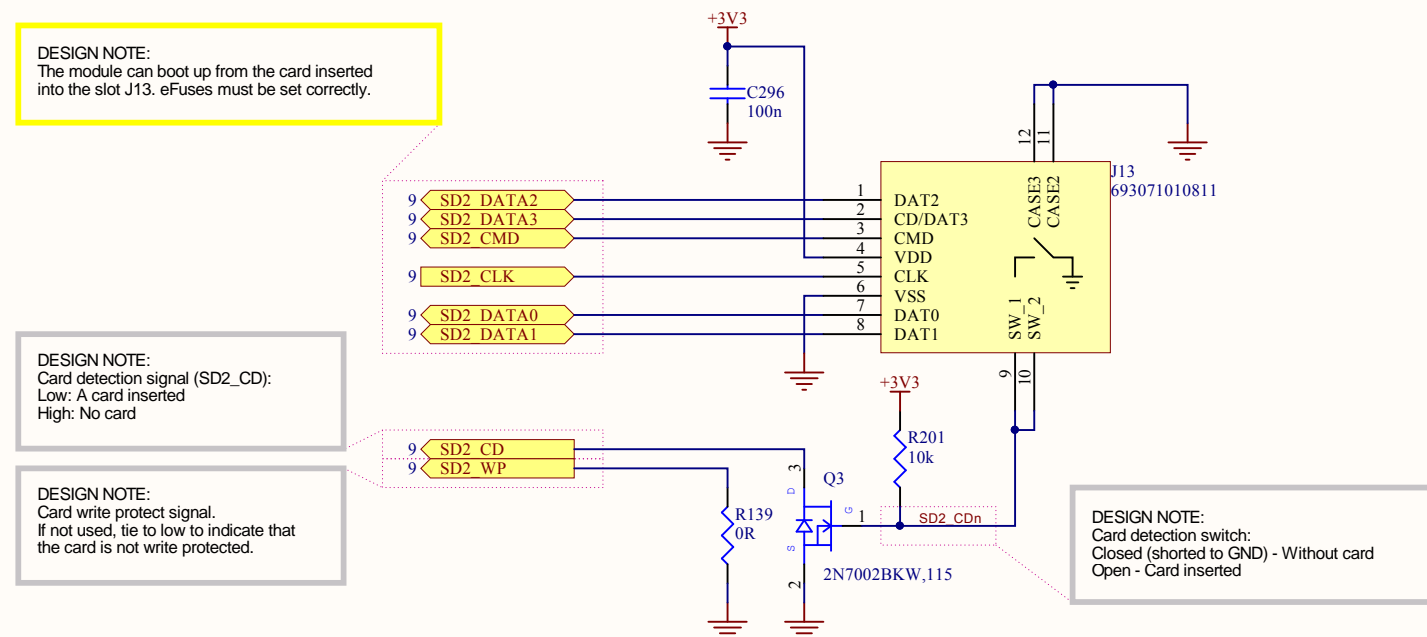 DESIGN NOTE:
The module can boot up from the card inserted
into the slot J13. eFuses must be set correctly.
+3V3
C296
100n
12
11
J13
693071010811
CASE3
CASE2
9 SD2_DATA2
1 DAT2
9 SD2_DATA3
2 CD/DAT3
9 SD2_CMD
3 CMD
4 VDD
9 SD2_CLK
5 CLK
6 VSS
9 SD2_DATA0
7 DAT0
9 SD2_DATA1
8 DAT1
SW_1
SW_2
9
10
DESIGN NOTE:
Card detection signal (SD2_CD):
Low: A card inserted
High: No card
+3V3
R201
10k
9 SD2_CD
9 SD2_WP
DESIGN NOTE:
Card write protect signal.
If not used, tie to low to indicate that
the card is not write protected.
R139
0R
3
D
Q3
G
1
S
2
2N7002BKW,115
SD2_CDn
DESIGN NOTE:
Card detection switch:
Closed (shorted to GND) - Without card
Open - Card inserted